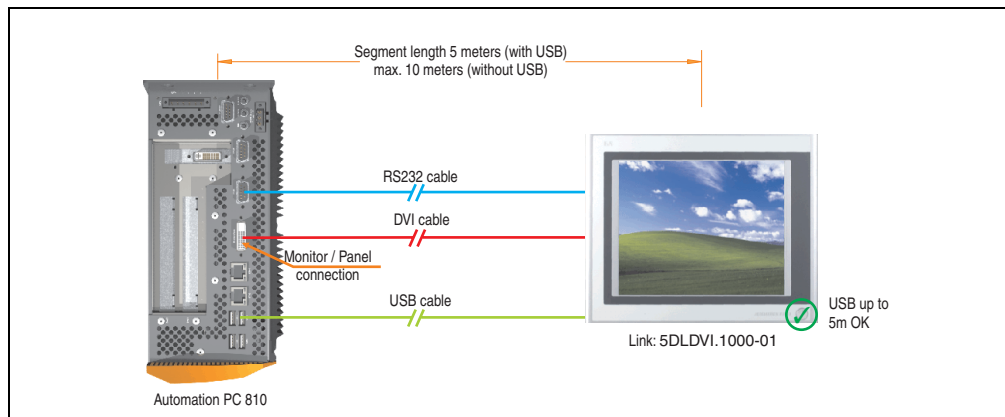 Segment length 5 meters (with USB)
max. 10 meters (without USB)
RS232 cable
DVI cable
Monitor / Panel
connection
USB cable
USB up to
5m OK
Link: 5DLDVI.1000-01
Automation PC 810